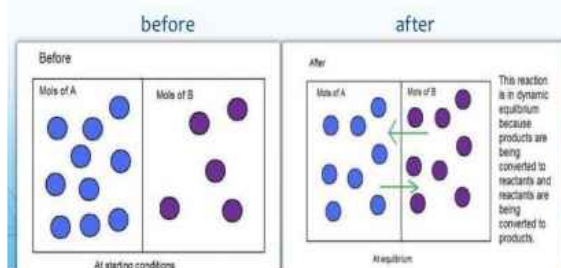 before
after
Before
Mols of A
Mols of B
At starting conditions
After
Mols of A
Mols of B
At equilibrium
This reaction
is in dynamic
equilibrium
because
products are
being
converted to
reactants and
reactants are
being
converted to
products.